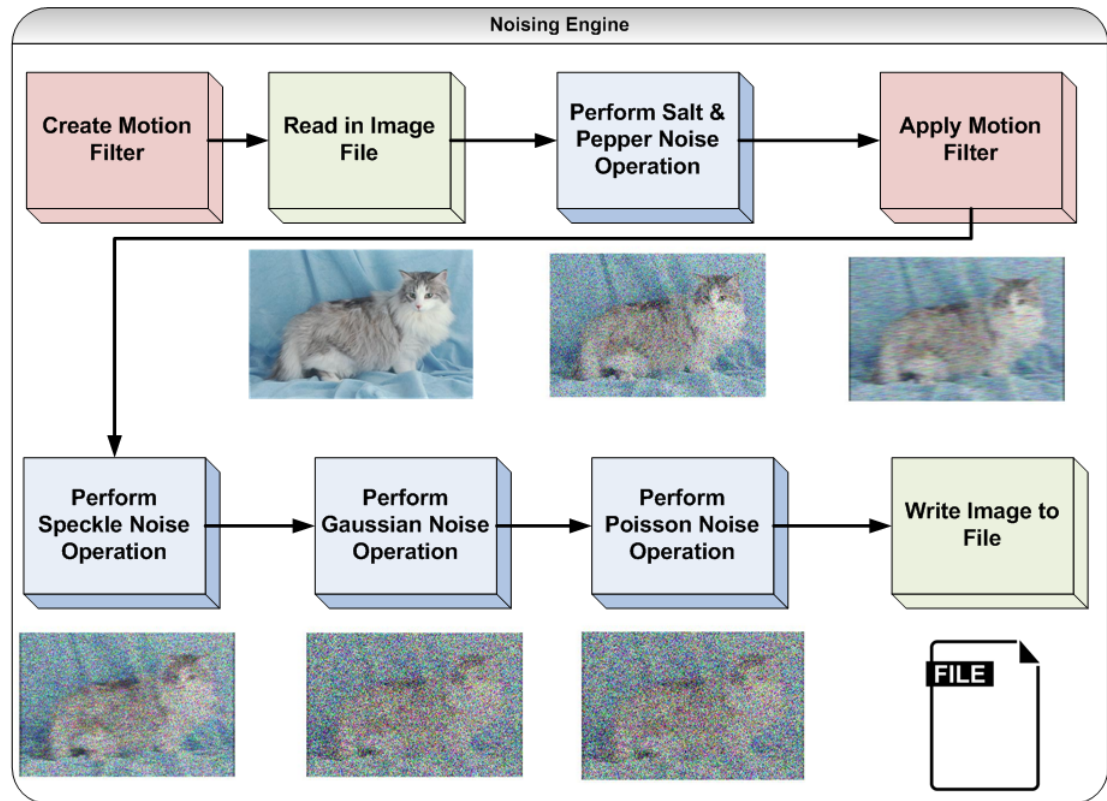 Noising Engine
Create Motion
Filter
Read in Image
File
Perform Salt &
Pepper Noise
Operation
Apply Motion
Filter
Perform
Speckle Noise
Operation
Perform
Gaussian Noise
Operation
Perform
Poisson Noise
Operation
Write Image to
File
FILE